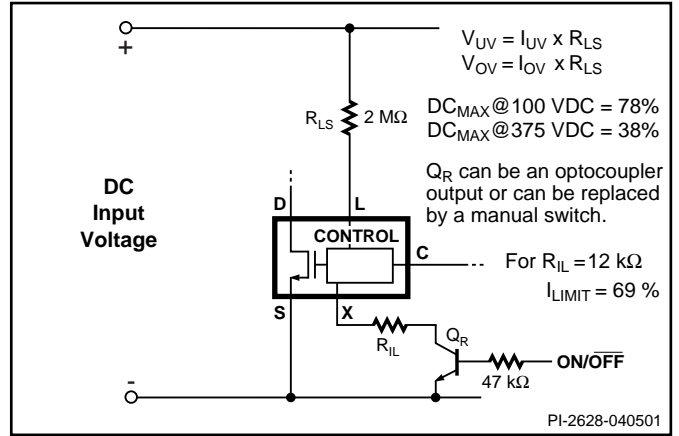 +
V_UV = I_UV x R_LS
V_OV = I_OV x R_LS
R_LS
2 MΩ
DC_MAX@100 VDC = 78%
DC_MAX@375 VDC = 38%
Q_R can be an optocoupler
output or can be replaced
by a manual switch.
DC
Input
Voltage
D
L
CONTROL
C
For R_IL = 12 kΩ
I_LIMIT = 69 %
S
X
R_IL
Q_R
47 kΩ
ON/O̅F̅F̅
-
PI-2628-040501